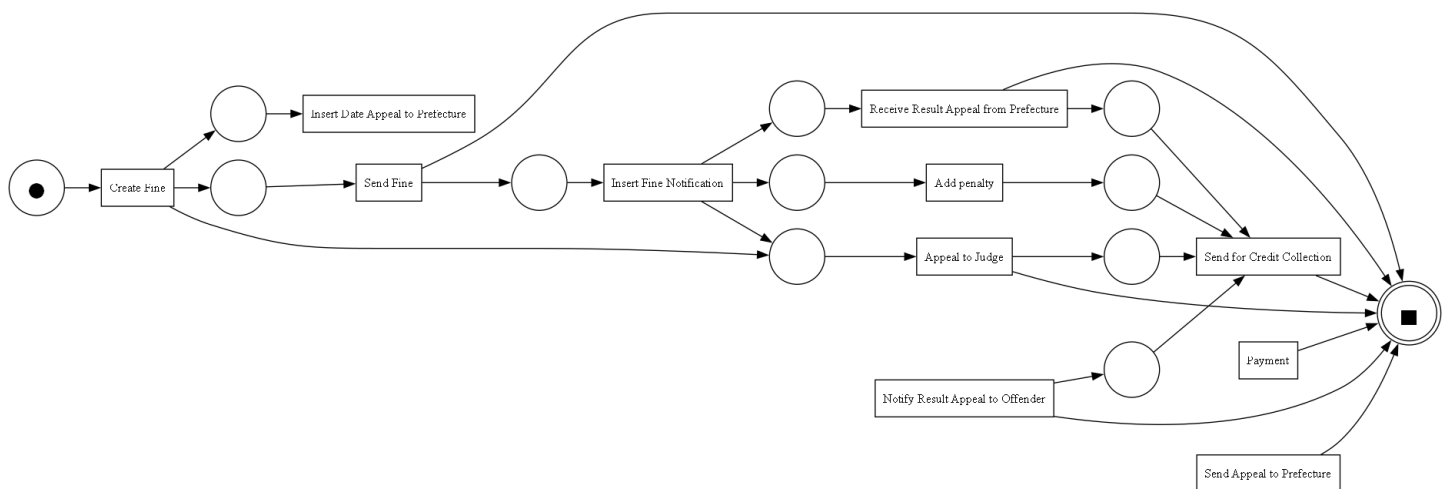 Insert Date Appeal to Prefecture
Receive Result Appeal from Prefecture
Create Fine
Send Fine
Insert Fine Notification
Add penalty
Appeal to Judge
Send for Credit Collection
Payment
Notify Result Appeal to Offender
Send Appeal to Prefecture